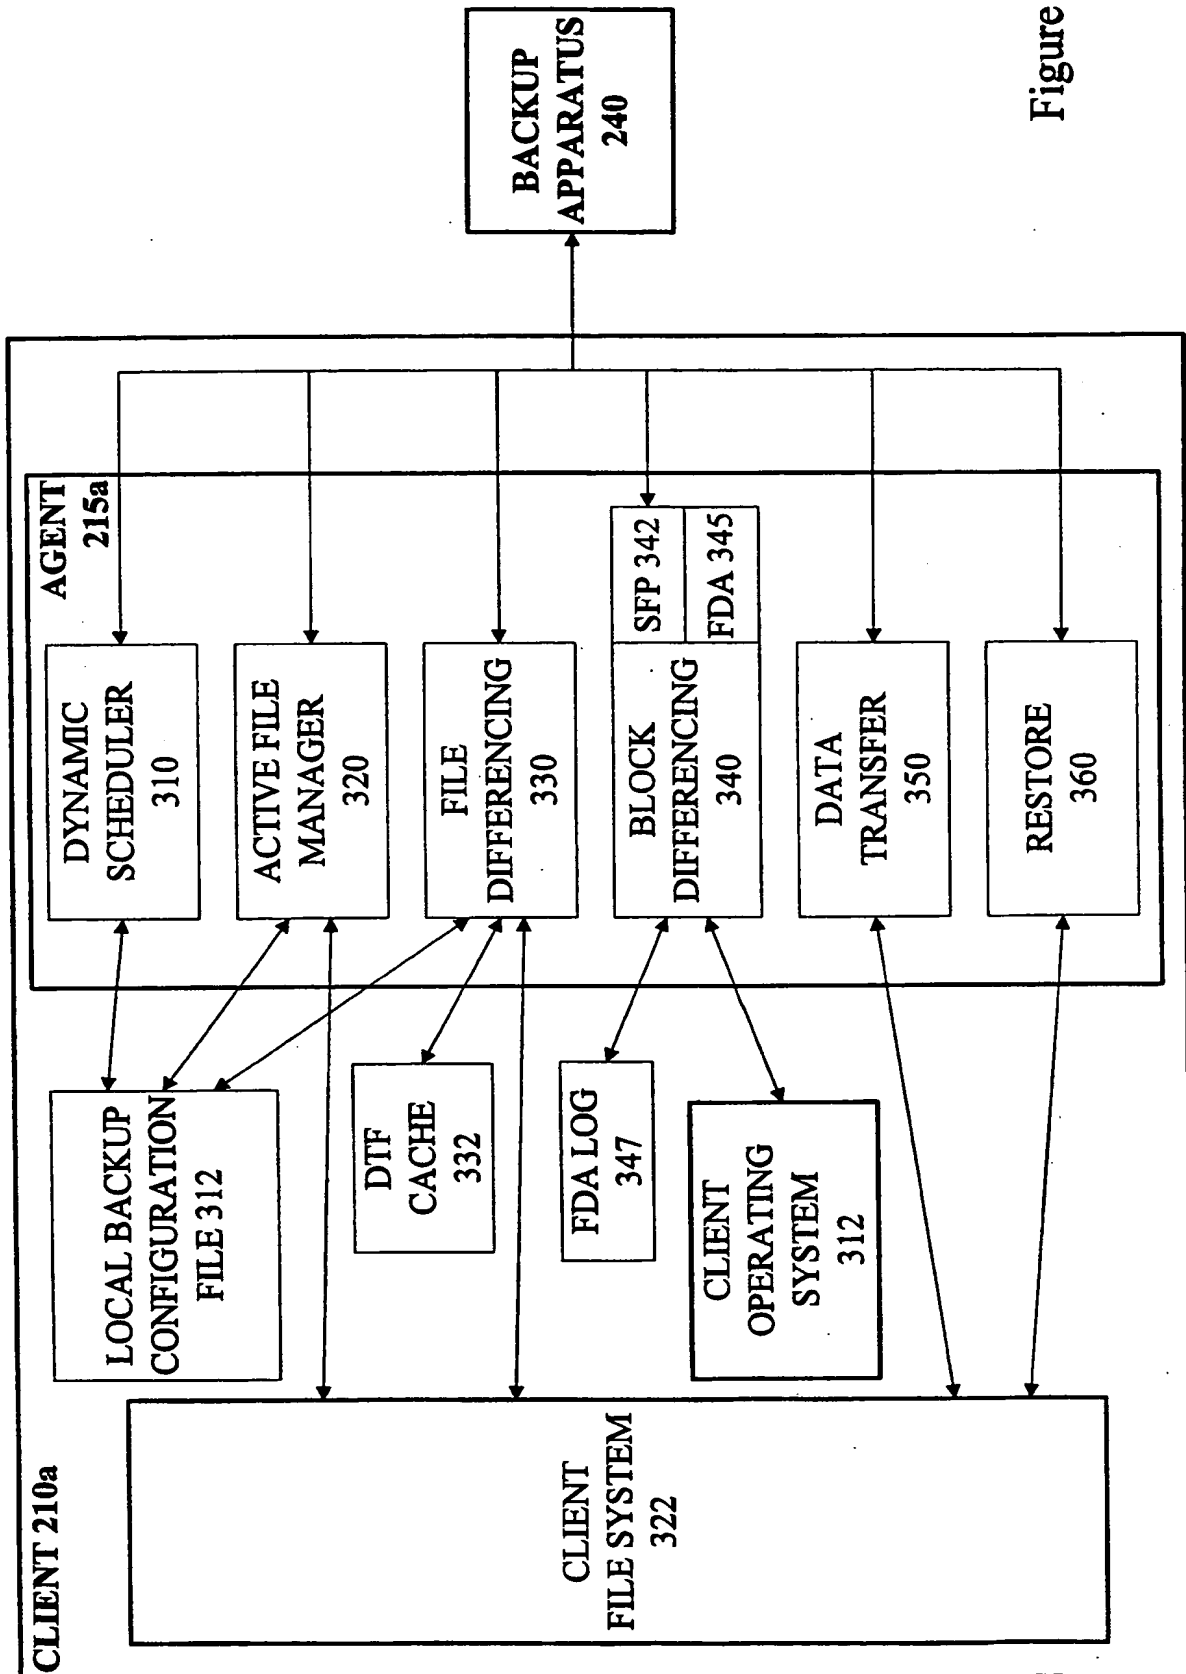 CLIENT 210a
CLIENT
FILE SYSTEM
322
LOCAL BACKUP
CONFIGURATION
FILE 312
DTF
CACHE
332
FDA LOG
347
CLIENT
OPERATING
SYSTEM
312
AGENT
215a
DYNAMIC
SCHEDULER
310
ACTIVE FILE
MANAGER
320
FILE
DIFFERENCING
330
BLOCK
DIFFERENCING
340
SFP 342
FDA 345
DATA
TRANSFER
350
RESTORE
360
BACKUP
APPARATUS
240
Figure